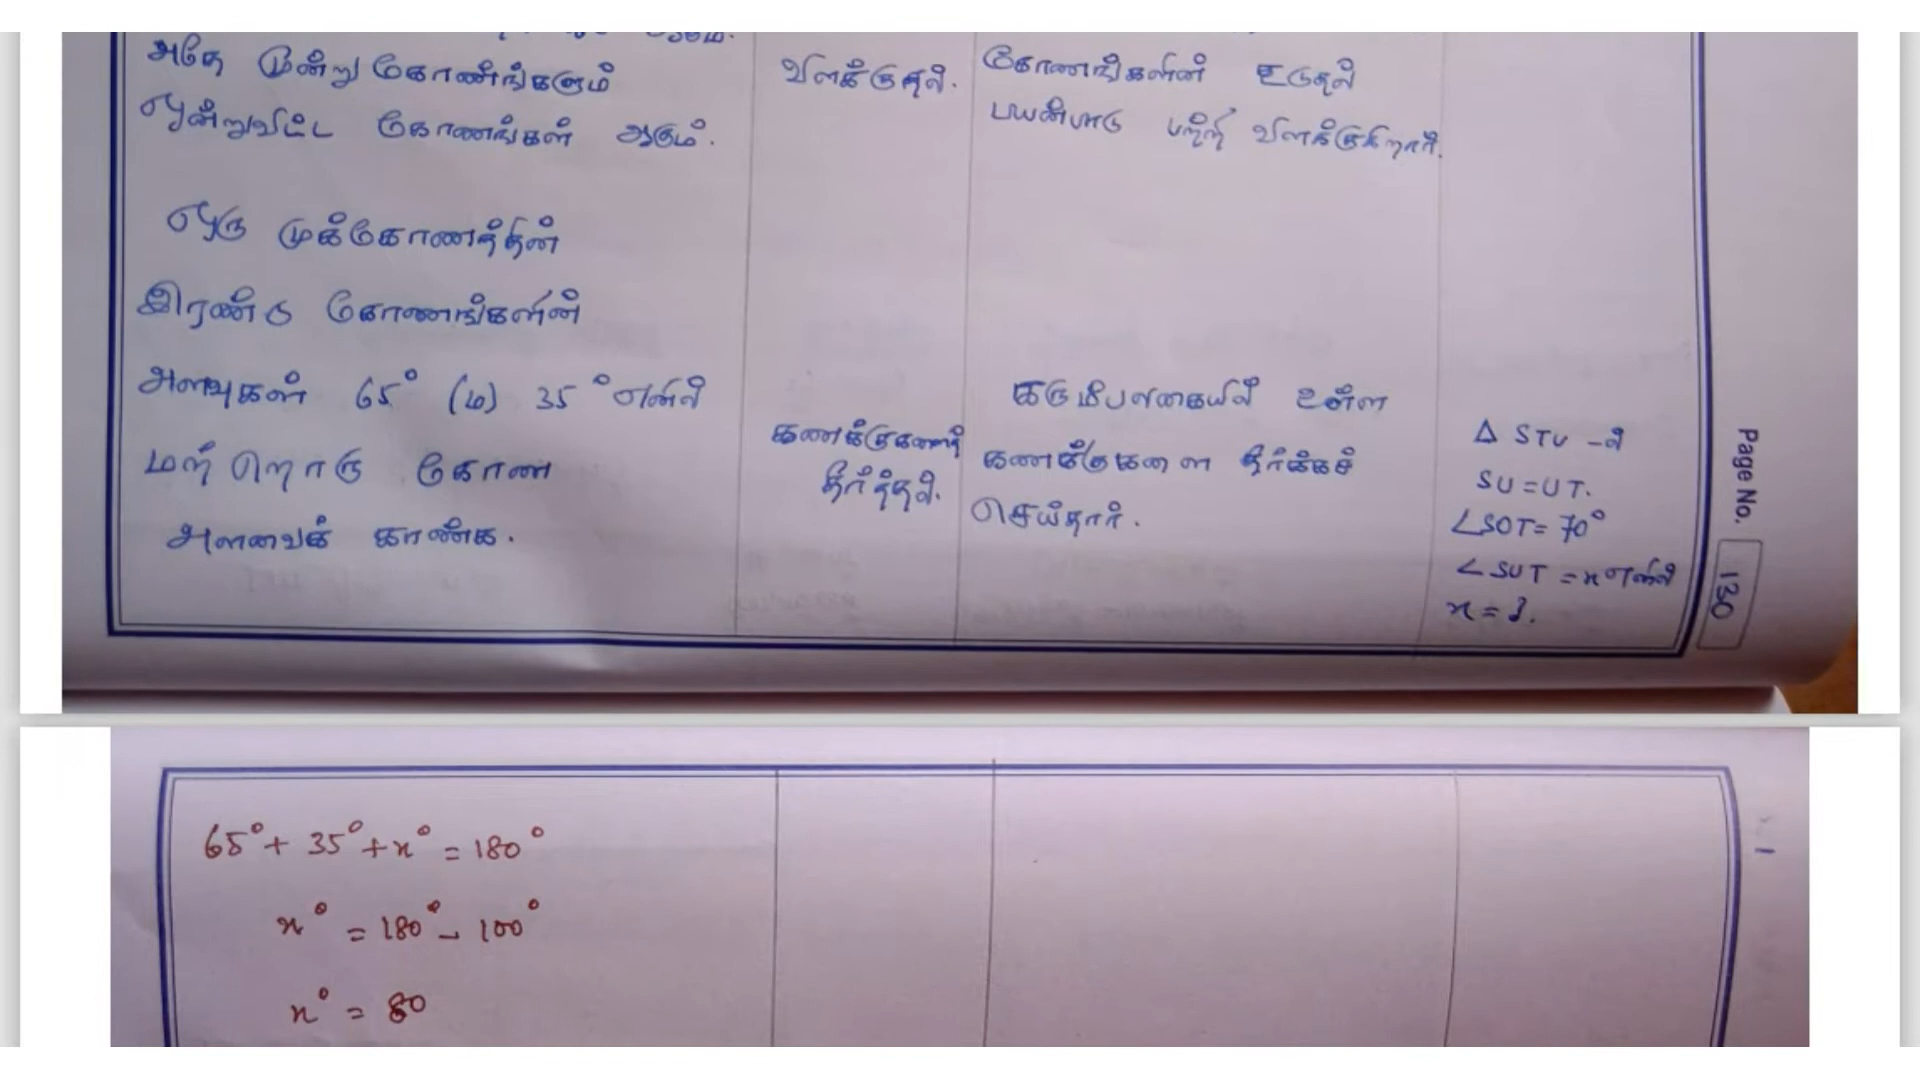 அதே மூன்று கோணங்களும்
ஒன்றுவிட்ட கோணங்கள் ஆகும்.
விளக்குதல்.
கோணங்களின் கூடுதல்
பயன்பாடு பற்றி விளக்குகிறார்.
ஒரு முக்கோணத்தின்
இரண்டு கோணங்களின்
அளவுகள் 65° (ம) 35° எனில்
மற்றொரு கோண
அளவைக் காண்க.
கணக்குகளைத்
தீர்த்தல்.
கரும்பலகையில் உள்ள
கணக்குகளை தீர்க்கச்
செய்தார்.
Δ STU -ல்
SU = UT.
∠SOT = 70°
∠SUT = x எனில்
x = ?.
Page No. 130
65° + 35° + x° = 180°
x° = 180° - 100°
x° = 80